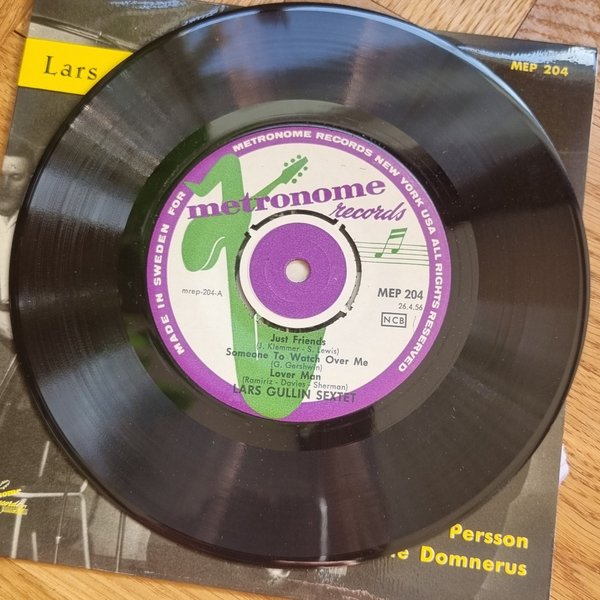 Lars
MEP 204
METRONOME RECORDS NEW YORK USA ALL RIGHTS RESERVED
MADE IN SWEDEN FOR
metronome
records
mrep-204-A
MEP 204
26.4.56
NCB
Just Friends
(J. Klemmer - S. Lewis)
Someone To Watch Over Me
(G. Gershwin)
Lover Man
(Ramiriz - Davies - Sherman)
LARS GULLIN SEXTET
Persson
Domnerus